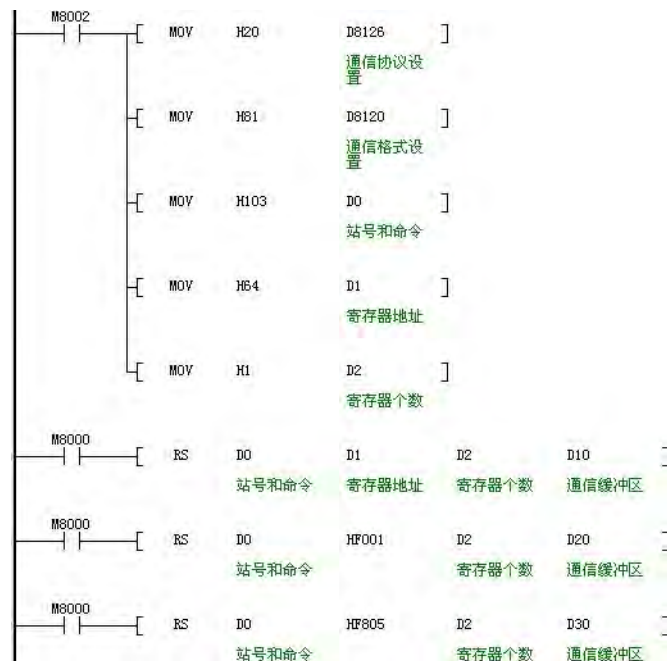 M8002
MOV H20 D8126
通信协议设
置
MOV H81 D8120
通信格式设
置
MOV H103 D0
站号和命令
MOV H64 D1
寄存器地址
MOV H1 D2
寄存器个数
M8000
RS D0 D1 D2 D10
站号和命令 寄存器地址 寄存器个数 通信缓冲区
M8000
RS D0 HF001 D2 D20
站号和命令 寄存器个数 通信缓冲区
M8000
RS D0 HF805 D2 D30
站号和命令 寄存器个数 通信缓冲区